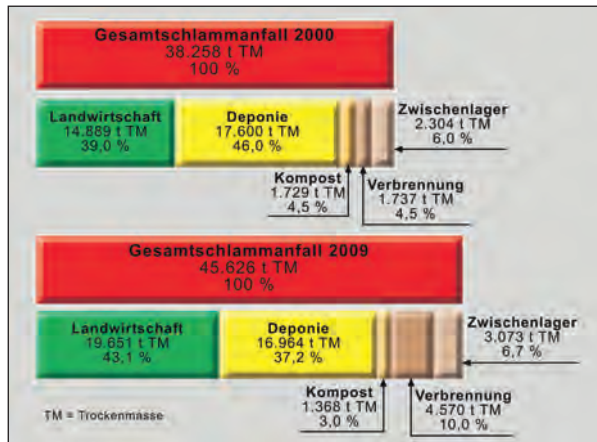 Gesamtschlammanfall 2000
38.258 t TM
100 %
Landwirtschaft
14.889 t TM
39,0 %
Deponie
17.600 t TM
46,0 %
Zwischenlager
2.304 t TM
6,0 %
Kompost
1.729 t TM
4,5 %
Verbrennung
1.737 t TM
4,5 %
Gesamtschlammanfall 2009
45.626 t TM
100 %
Landwirtschaft
19.651 t TM
43,1 %
Deponie
16.964 t TM
37,2 %
Zwischenlager
3.073 t TM
6,7 %
Kompost
1.368 t TM
3,0 %
Verbrennung
4.570 t TM
10,0 %
TM = Trockenmasse